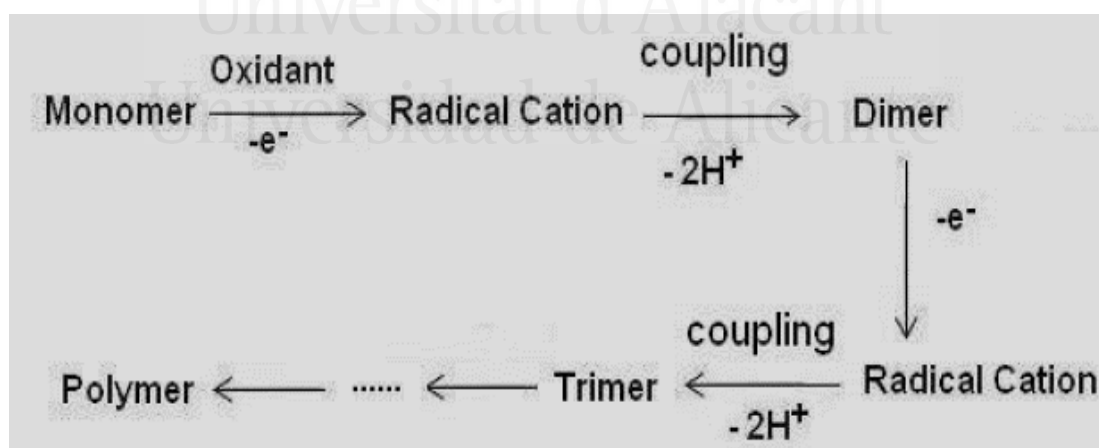 Universitat d'Alacant
Universidad de Alicante
Oxidant
coupling
Monomer
Radical Cation
Dimer
-e⁻
- 2H⁺
-e⁻
coupling
Polymer
......
Trimer
Radical Cation
- 2H⁺